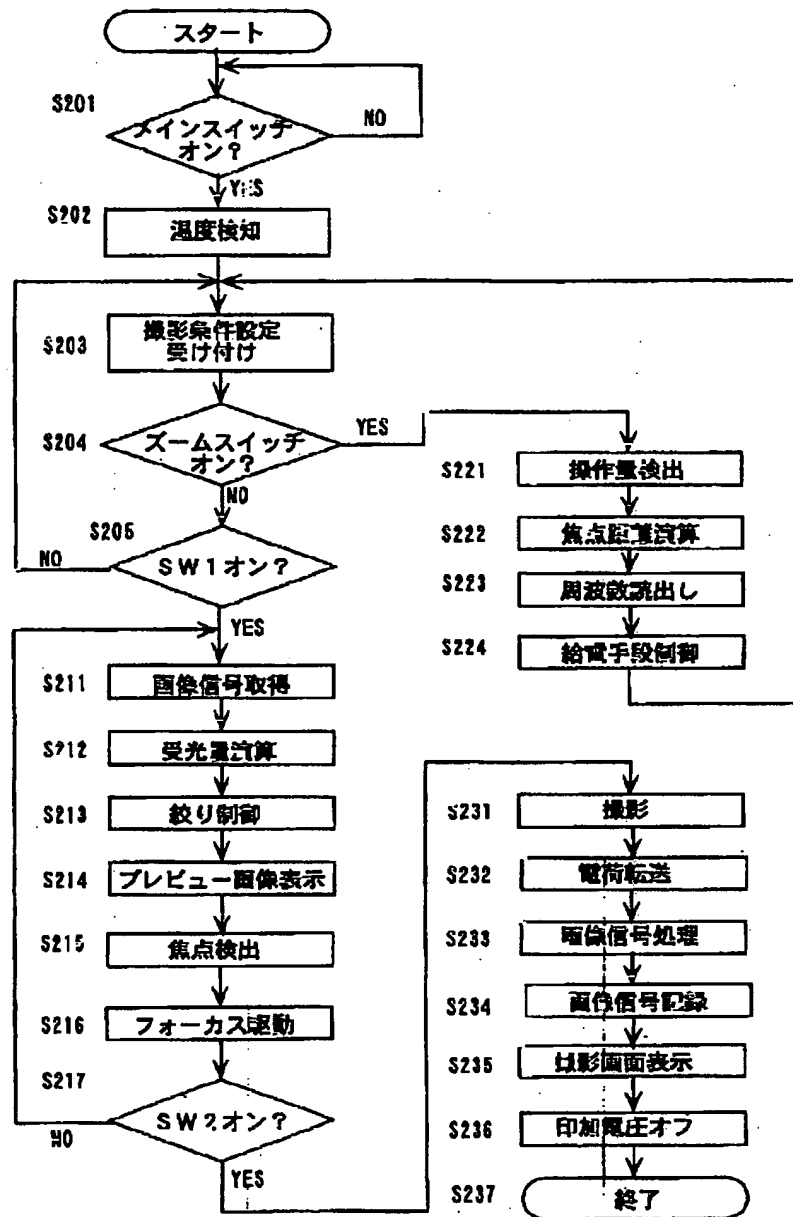 スタート
S201
メインスイッチ
オン?
NO
YES
S202
温度検知
S203
撮影条件設定
受け付け
S204
ズームスイッチ
オン?
YES
NO
S205
SW1オン?
NO
YES
S211
画像信号取得
S212
受光量演算
S213
絞り制御
S214
プレビュー画像表示
S215
焦点検出
S216
フォーカス駆動
S217
SW2オン?
NO
YES
S221
操作量検出
S222
焦点距離演算
S223
周波数読出し
S224
給電手段制御
S231
撮影
S232
電荷転送
S233
画像信号処理
S234
画像信号記録
S235
撮影画面表示
S236
印加電圧オフ
S237
終了